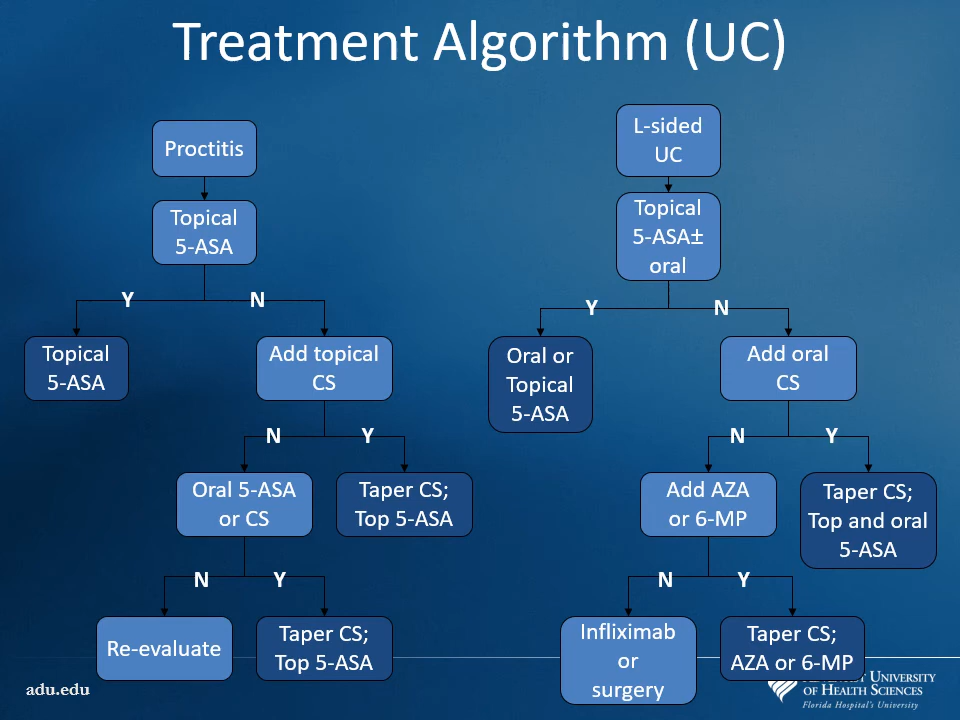 Treatment Algorithm (UC)
Proctitis
Topical
5-ASA
Y
N
Topical
5-ASA
Add topical
CS
N
Y
Oral 5-ASA
or CS
Taper CS;
Top 5-ASA
N
Y
Re-evaluate
Taper CS;
Top 5-ASA
L-sided
UC
Topical
5-ASA±
oral
Y
N
Oral or
Topical
5-ASA
Add oral
CS
N
Y
Add AZA
or 6-MP
Taper CS;
Top and oral
5-ASA
N
Y
Infliximab
or
surgery
Taper CS;
AZA or 6-MP
adu.edu
UNIVERSITY
OF HEALTH SCIENCES
Florida Hospital's University